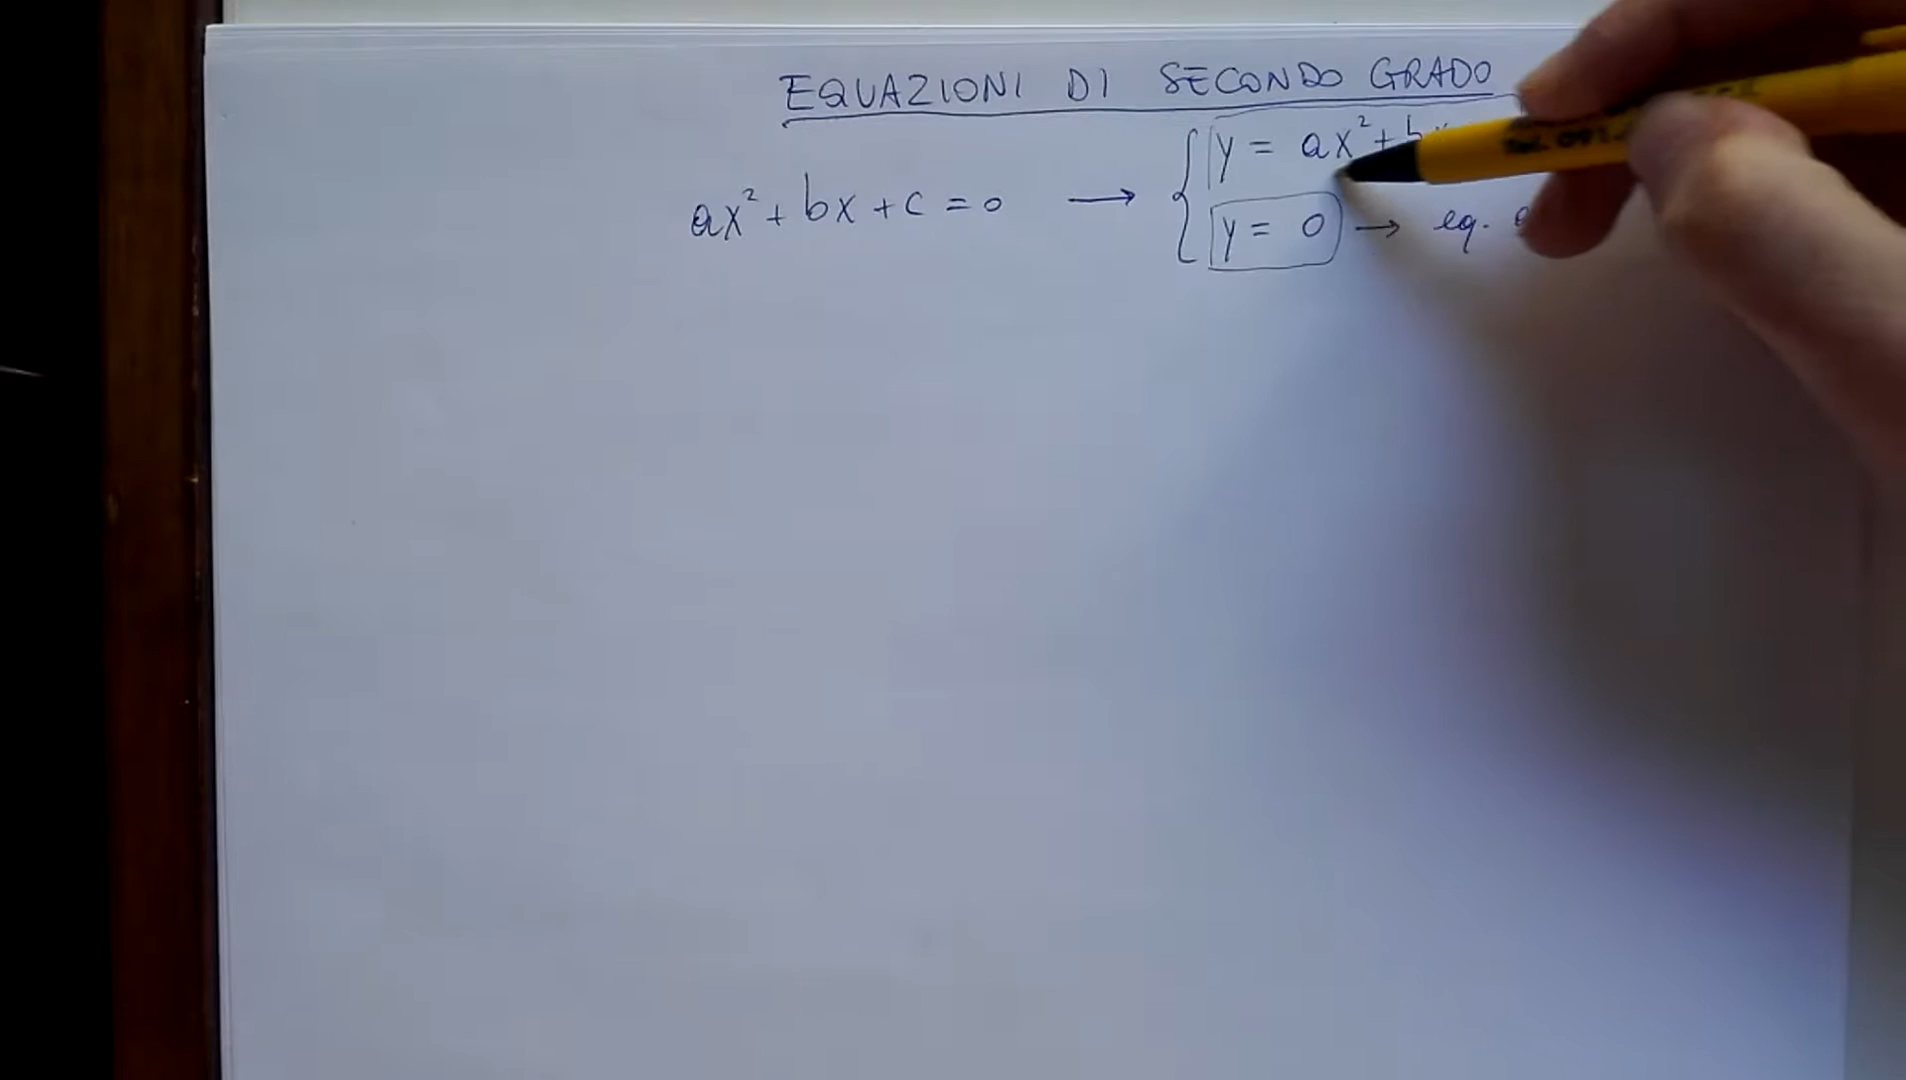 EQUAZIONI DI SECONDO GRADO
ax² + bx + c = 0 → { y = ax² + b
y = 0 → eq.